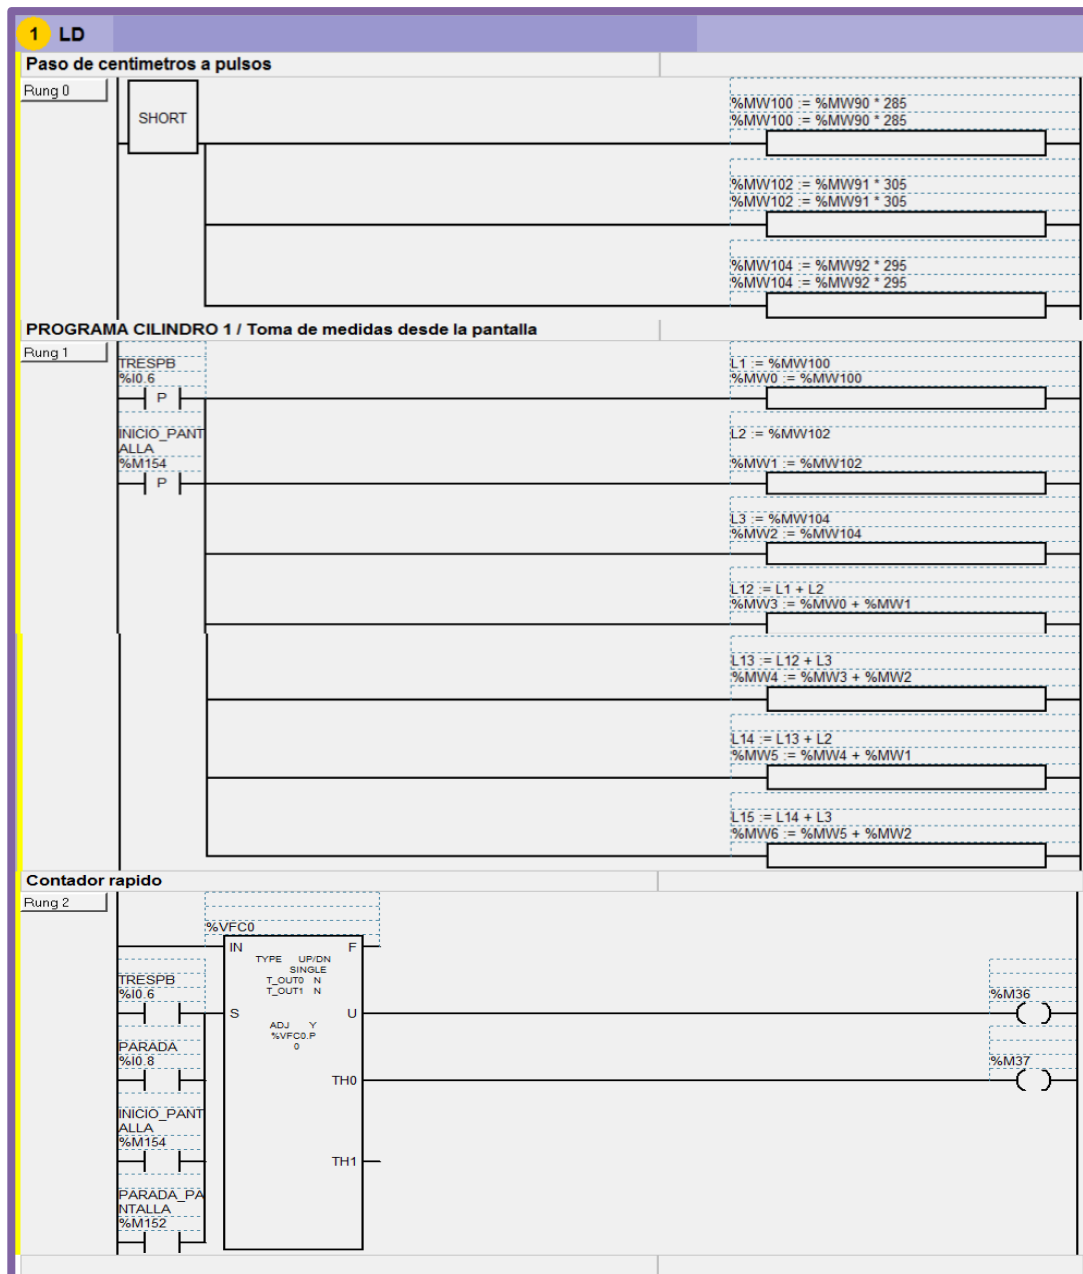 1 LD
Paso de centimetros a pulsos
Rung 0
SHORT
%MW100 := %MW90 * 285
%MW100 := %MW90 * 285
%MW102 := %MW91 * 305
%MW102 := %MW91 * 305
%MW104 := %MW92 * 295
%MW104 := %MW92 * 295
PROGRAMA CILINDRO 1 / Toma de medidas desde la pantalla
Rung 1
TRESPB
%I0.6
P
L1 := %MW100
%MW0 := %MW100
INICIO_PANT
ALLA
%M154
P
L2 := %MW102
%MW1 := %MW102
L3 := %MW104
%MW2 := %MW104
L12 := L1 + L2
%MW3 := %MW0 + %MW1
L13 := L12 + L3
%MW4 := %MW3 + %MW2
L14 := L13 + L2
%MW5 := %MW4 + %MW1
L15 := L14 + L3
%MW6 := %MW5 + %MW2
Contador rapido
Rung 2
%VFC0
IN F
TYPE UP/DN
SINGLE
T_OUT0 N
T_OUT1 N
TRESPB
%I0.6
S U
%M36
ADJ Y
%VFC0.P
0
PARADA
%I0.8
TH0
%M37
INICIO_PANT
ALLA
%M154
TH1
PARADA_PA
NTALLA
%M152